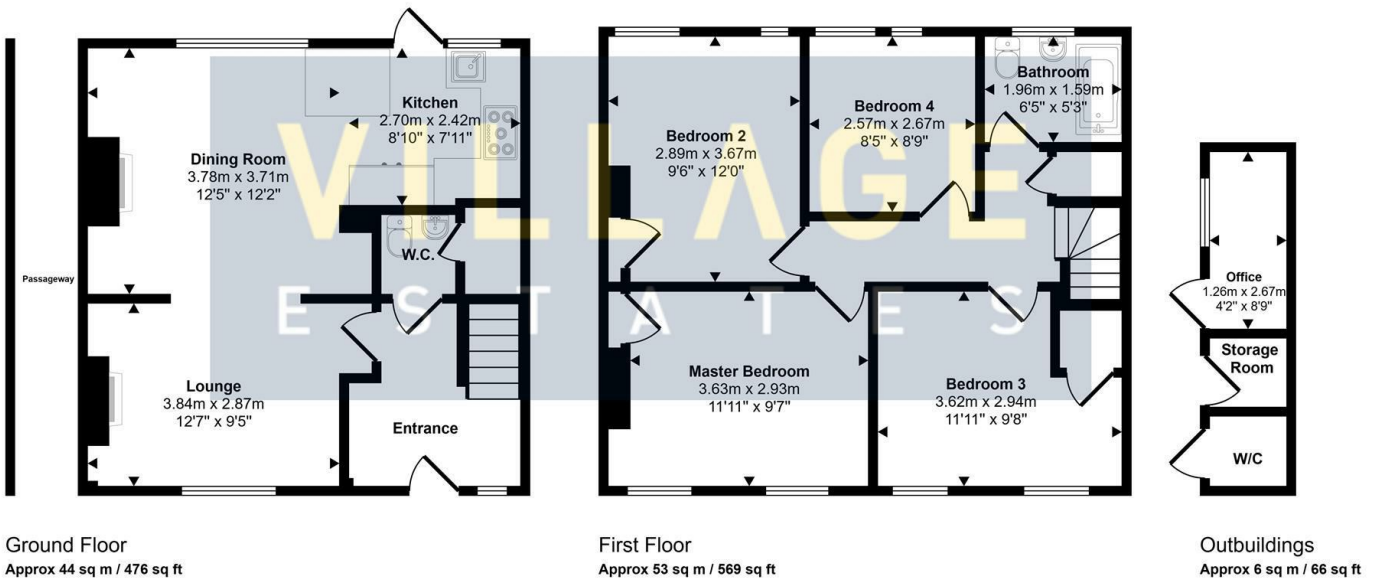 Kitchen
2.70m x 2.42m
8'10" x 7'11"
Dining Room
3.78m x 3.71m
12'5" x 12'2"
W.C.
Passageway
Lounge
3.84m x 2.87m
12'7" x 9'5"
Entrance
Bathroom
1.96m x 1.59m
6'5" x 5'3"
Bedroom 4
2.57m x 2.67m
8'5" x 8'9"
Bedroom 2
2.89m x 3.67m
9'6" x 12'0"
Master Bedroom
3.63m x 2.93m
11'11" x 9'7"
Bedroom 3
3.62m x 2.94m
11'11" x 9'8"
Office
1.26m x 2.67m
4'2" x 8'9"
Storage
Room
W/C
VILLAGE
ESTATES
Ground Floor
Approx 44 sq m / 476 sq ft
First Floor
Approx 53 sq m / 569 sq ft
Outbuildings
Approx 6 sq m / 66 sq ft